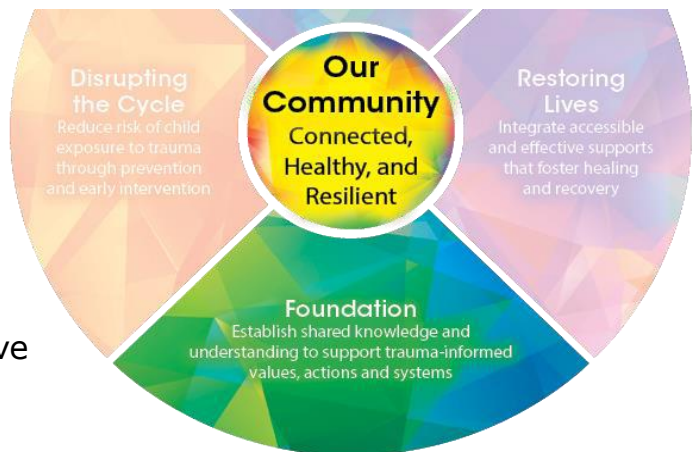 Our
Community
Connected,
Healthy, and
Resilient
Disrupting
the Cycle
Reduce risk of child
exposure to trauma
through prevention
and early intervention
Restoring
Lives
Integrate accessible
and effective supports
that foster healing
and recovery
Foundation
Establish shared knowledge and
understanding to support trauma-informed
values, actions and systems
ve